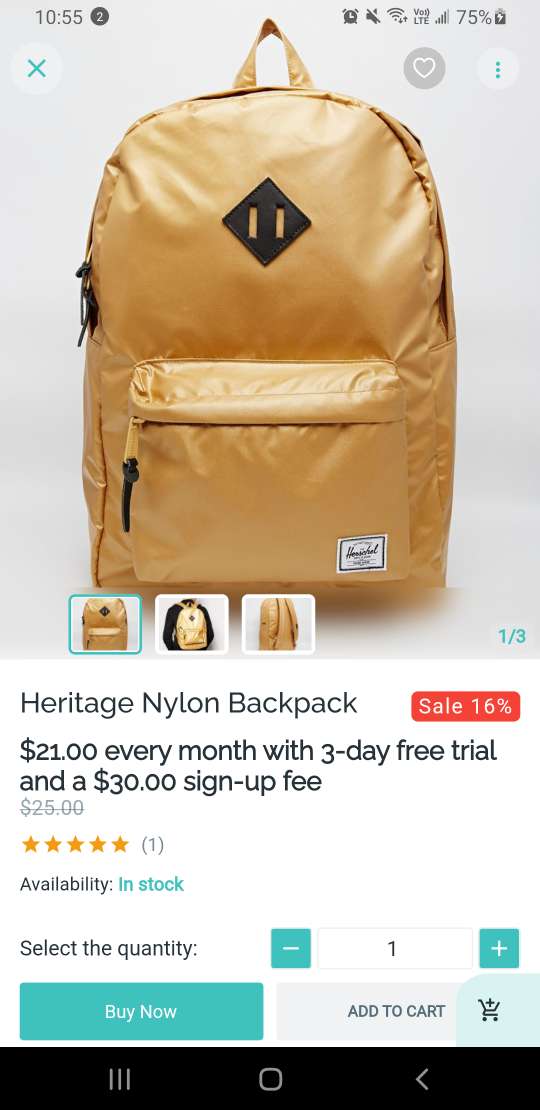 10:55 2 Vo)) LTE 75%
Herschel
1/3
Heritage Nylon Backpack
Sale 16%
$21.00 every month with 3-day free trial
and a $30.00 sign-up fee
$25.00
(1)
Availability: In stock
Select the quantity:
− 1 +
Buy Now
ADD TO CART